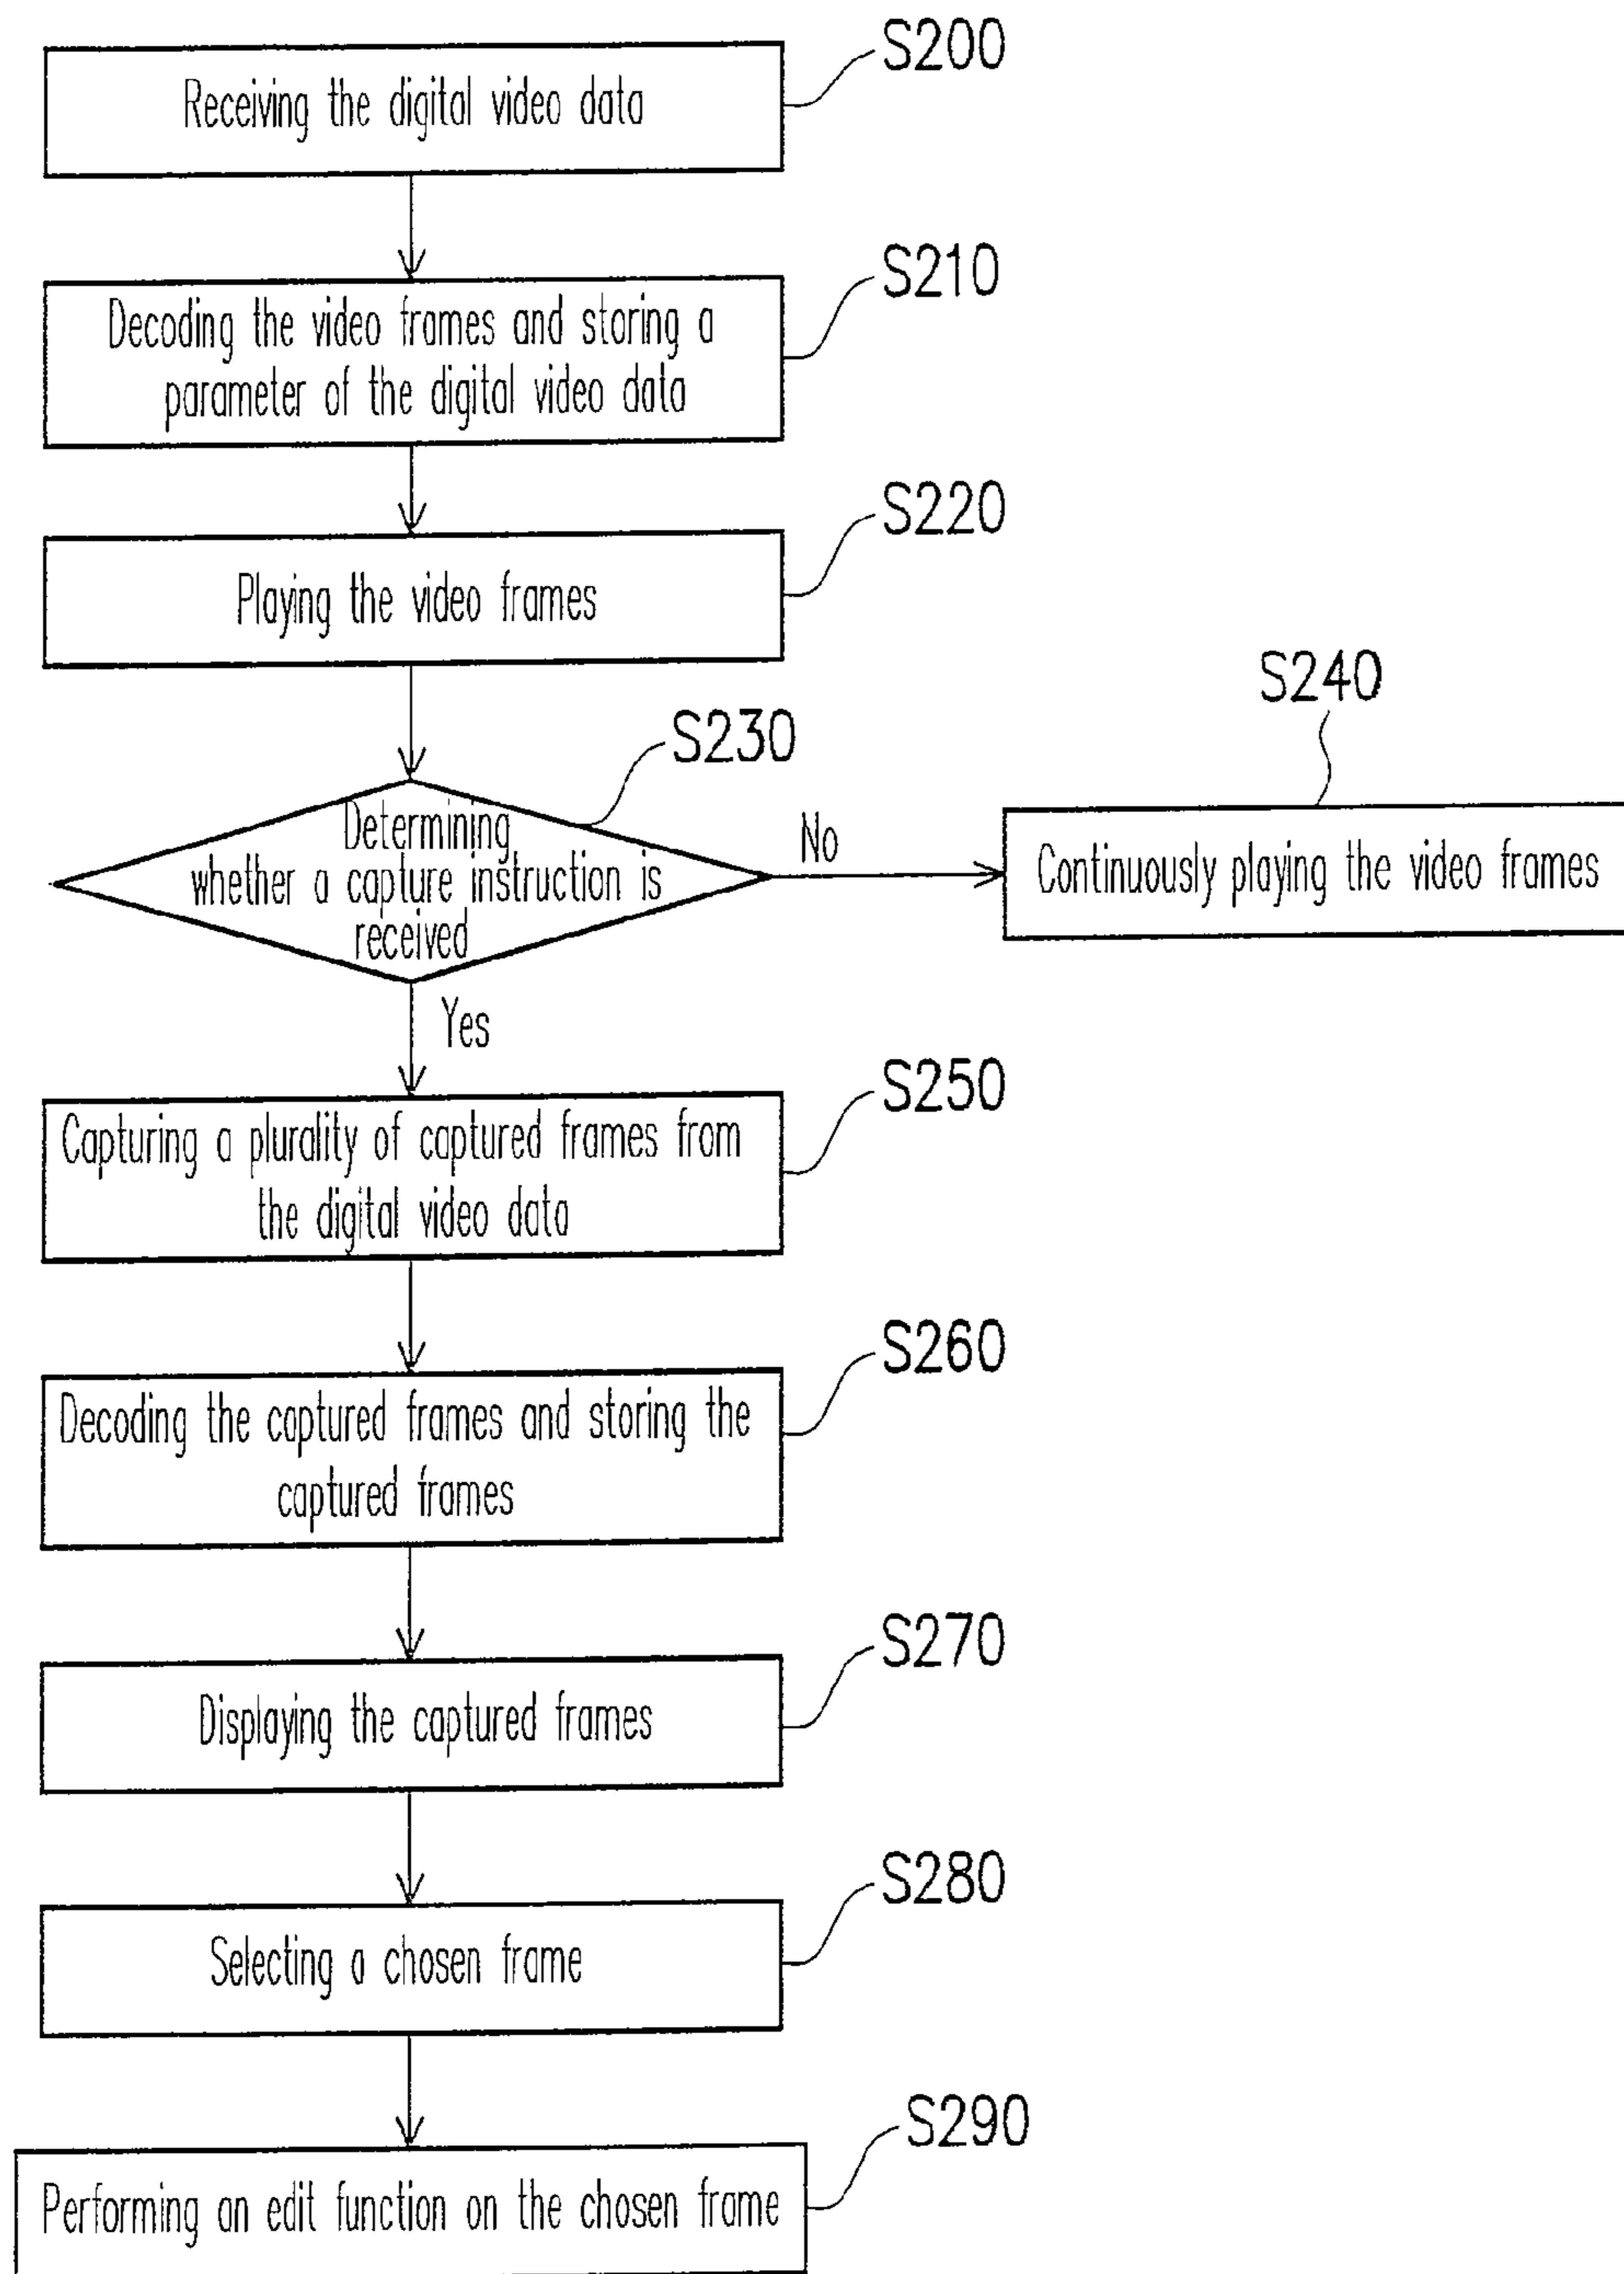 S200
Receiving the digital video data
S210
Decoding the video frames and storing a
parameter of the digital video data
S220
Playing the video frames
S230
Determining
whether a capture instruction is
received
No
S240
Continuously playing the video frames
Yes
S250
Capturing a plurality of captured frames from
the digital video data
S260
Decoding the captured frames and storing the
captured frames
S270
Displaying the captured frames
S280
Selecting a chosen frame
S290
Performing an edit function on the chosen frame